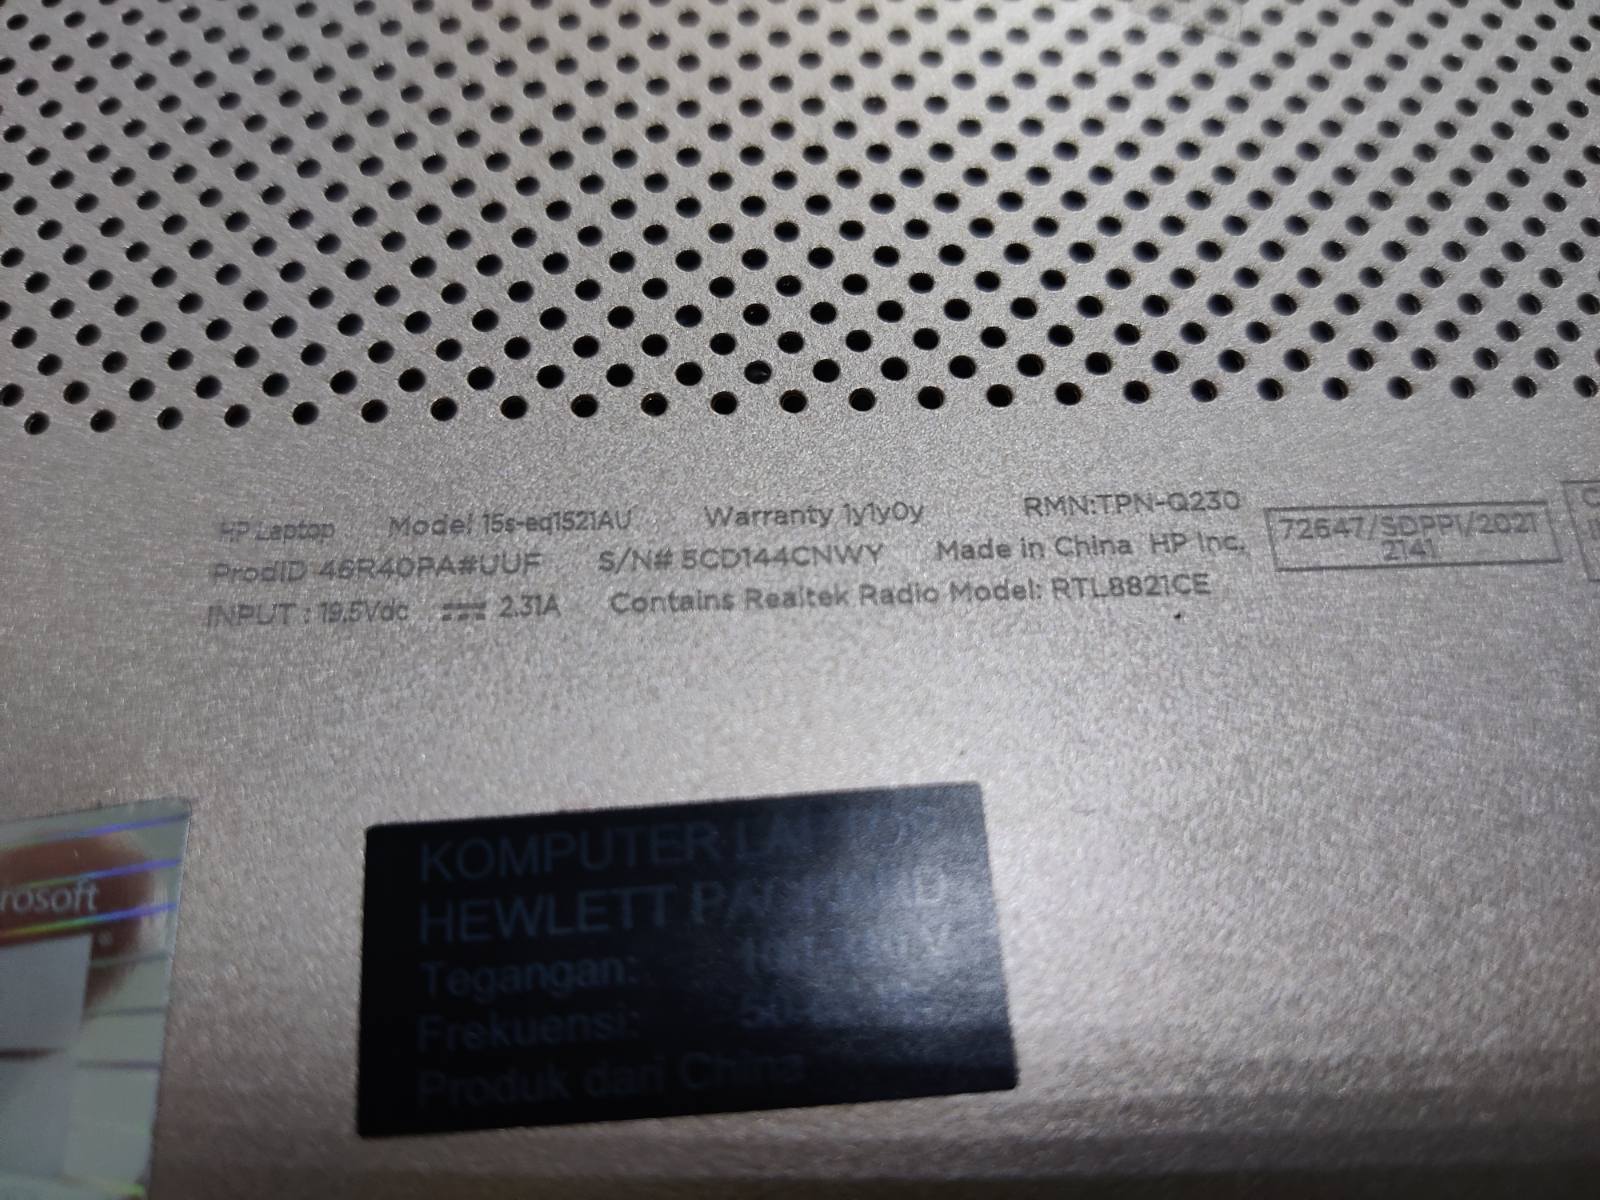 HP Laptop Model 15s-eq1521AU Warranty 1y1y0y RMN:TPN-Q230
ProdID 46R40PA#UUF S/N# 5CD144CNWY Made in China HP Inc.
INPUT : 19.5Vdc 2.31A Contains Realtek Radio Model: RTL8821CE
72647/SDPPI/2021
2141
rosoft
KOMPUTER LAPTOP
HEWLETT PACKARD
Tegangan:
Frekuensi:
Produk dari China